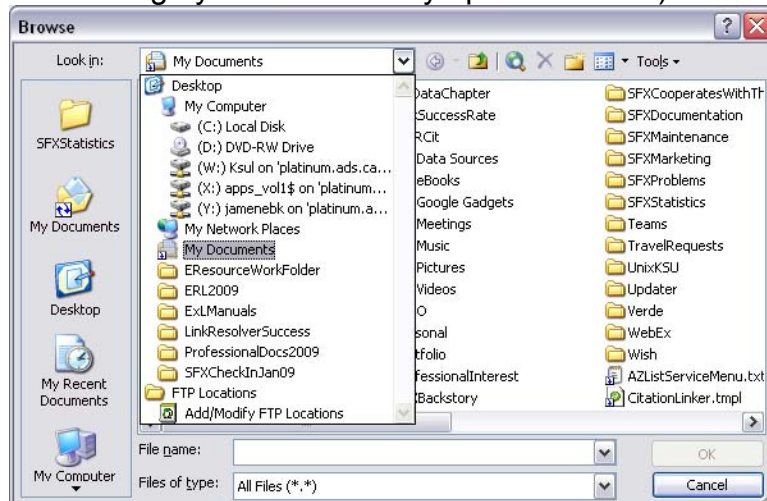 Browse
Look in:
My Documents
Tools
SFXStatistics
My Documents
Desktop
My Recent
Documents
My Computer
Desktop
My Computer
(C:) Local Disk
(D:) DVD-RW Drive
(W:) Ksul on 'platinum.ads.ca...
(X:) apps_vol1$ on 'platinum...
(Y:) jamenebk on 'platinum.a...
My Network Places
My Documents
EResourceWorkFolder
ERL2009
ExLManuals
LinkResolverSuccess
ProfessionalDocs2009
SFXCheckInJan09
FTP Locations
Add/Modify FTP Locations
DataChapter
SuccessRate
RCit
Data Sources
eBooks
Google Gadgets
Meetings
Music
Pictures
Videos
O
sonal
tfolio
fessionalInterest
Backstory
SFXCooperatesWithTh
SFXDocumentation
SFXMaintenance
SFXMarketing
SFXProblems
SFXStatistics
Teams
TravelRequests
UnixKSU
Updater
Verde
WebEx
Wish
AZListServiceMenu.txt
CitationLinker.tmpl
File name:
OK
Files of type:
All Files (*.*)
Cancel